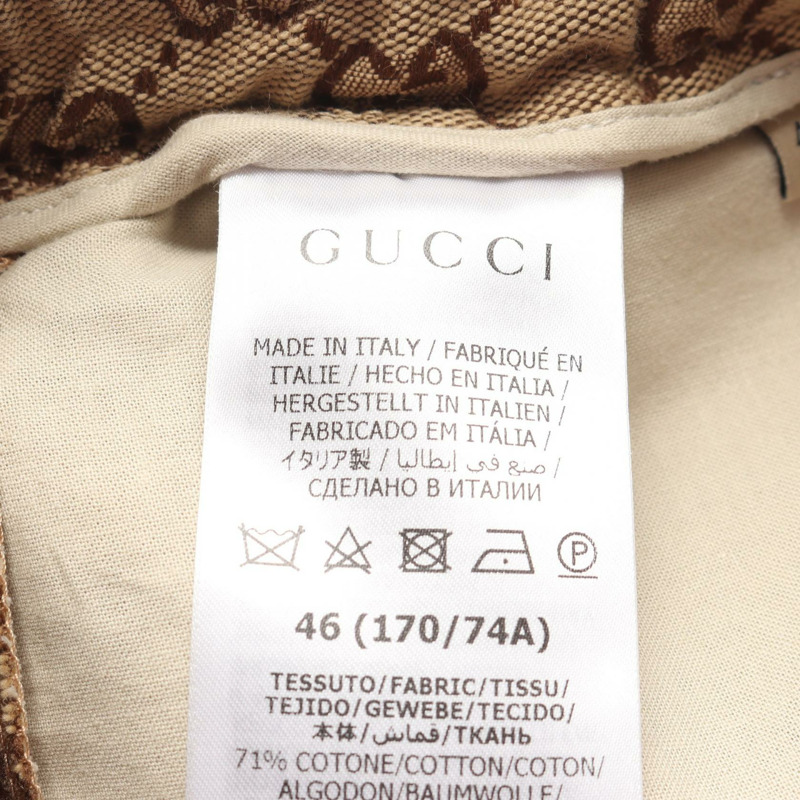 GUCCI
MADE IN ITALY / FABRIQUÉ EN
ITALIE / HECHO EN ITALIA /
HERGESTELLT IN ITALIEN /
FABRICADO EM ITÁLIA /
イタリア製 / صنع في إيطاليا /
СДЕЛАНО В ИТАЛИИ
P
46 (170/74A)
TESSUTO/FABRIC/TISSU/
TEJIDO/GEWEBE/TECIDO/
本体/قماش/ТКАНЬ
71% COTONE/COTTON/COTON/
ALGODON/BAUMWOLLE/